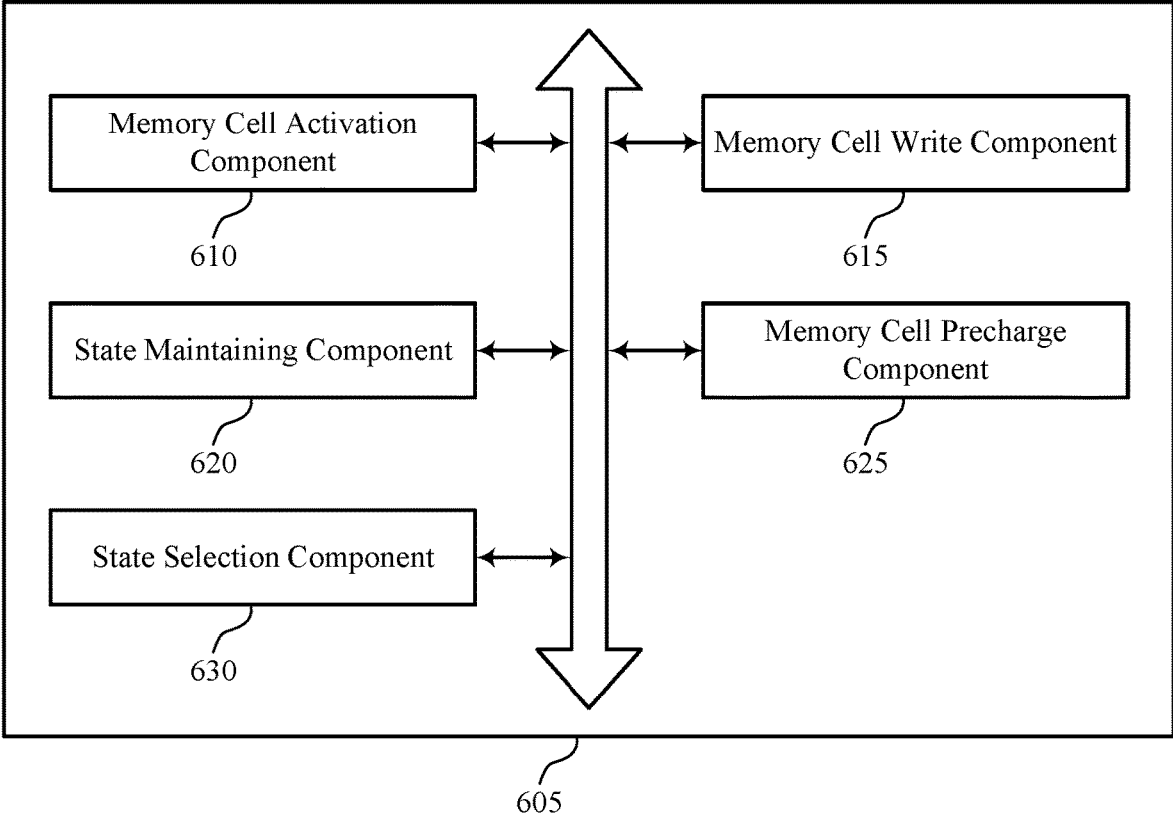 Memory Cell Activation
Component
610
Memory Cell Write Component
615
State Maintaining Component
620
Memory Cell Precharge
Component
625
State Selection Component
630
605